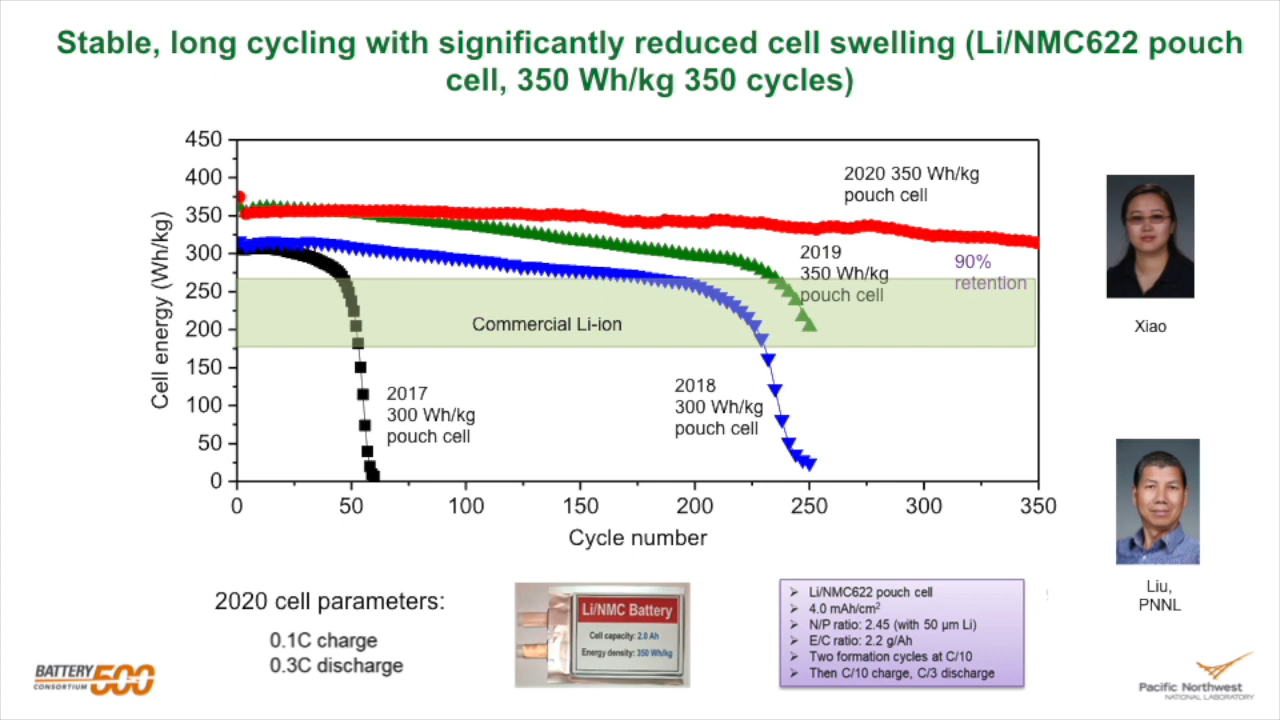 Stable, long cycling with significantly reduced cell swelling (Li/NMC622 pouch
cell, 350 Wh/kg 350 cycles)
450
400
350
300
250
200
150
100
50
0
Cell energy (Wh/kg)
2020 350 Wh/kg
pouch cell
2019
350 Wh/kg
pouch cell
90%
retention
Commercial Li-ion
2017
300 Wh/kg
pouch cell
2018
300 Wh/kg
pouch cell
0 50 100 150 200 250 300 350
Cycle number
Xiao
Liu,
PNNL
2020 cell parameters:
0.1C charge
0.3C discharge
Li/NMC Battery
Cell capacity: 2.0 Ah
Energy density: 350 Wh/kg
➢ Li/NMC622 pouch cell
➢ 4.0 mAh/cm²
➢ N/P ratio: 2.45 (with 50 µm Li)
➢ E/C ratio: 2.2 g/Ah
➢ Two formation cycles at C/10
➢ Then C/10 charge, C/3 discharge
BATTERY
CONSORTIUM
500
Pacific Northwest
NATIONAL LABORATORY